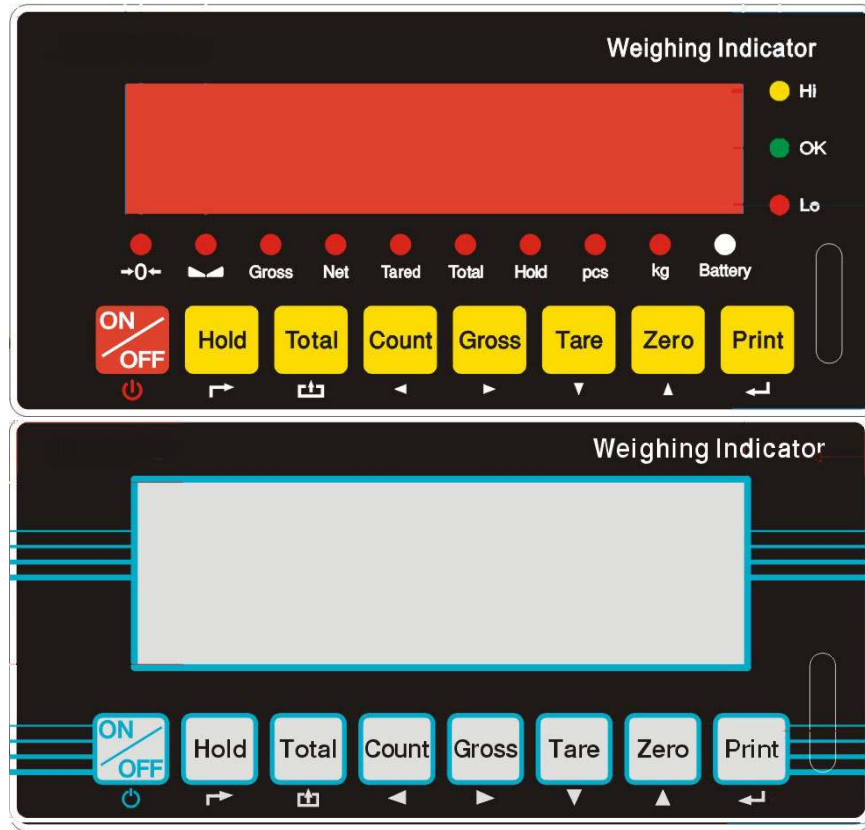 Weighing Indicator
Hi
OK
Lo
→0← Gross Net Tared Total Hold pcs kg Battery
ON/OFF Hold Total Count Gross Tare Zero Print
Weighing Indicator
ON/OFF Hold Total Count Gross Tare Zero Print